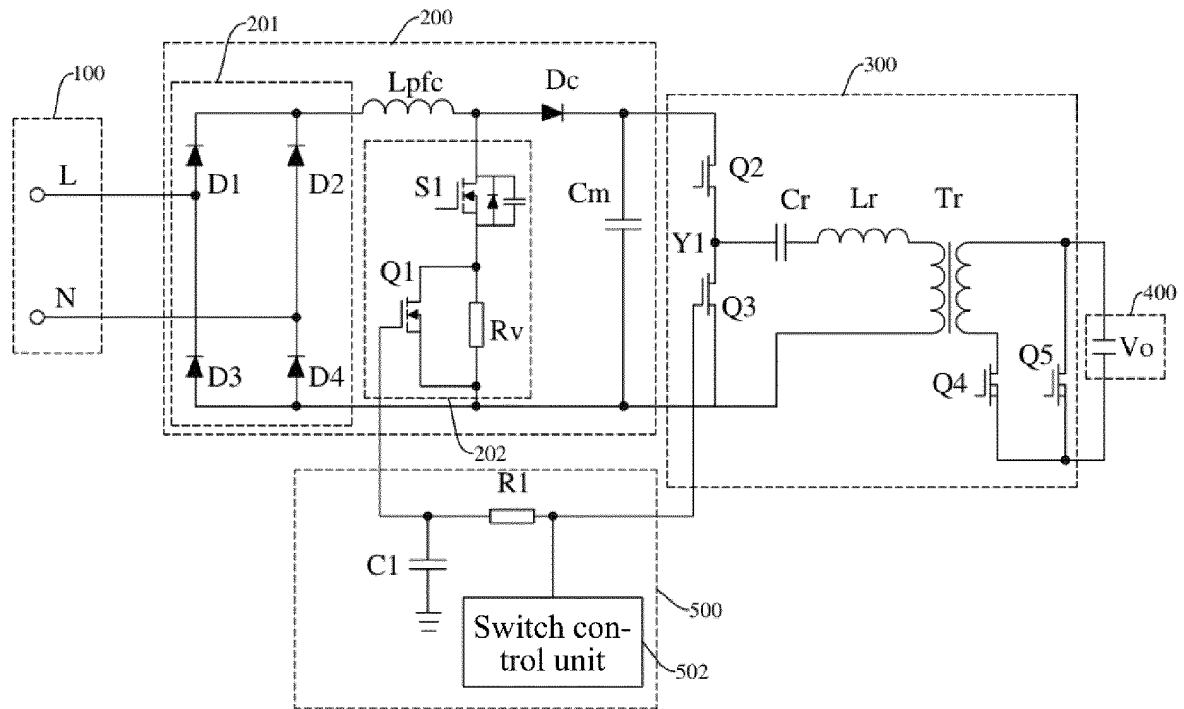 200
201
100
Lpfc
Dc
300
L
D1
D2
S1
Cm
Q2
Cr
Lr
Tr
Y1
N
Q1
Rv
Q3
400
Vo
D3
D4
Q4
Q5
202
R1
C1
500
Switch con-
trol unit
502